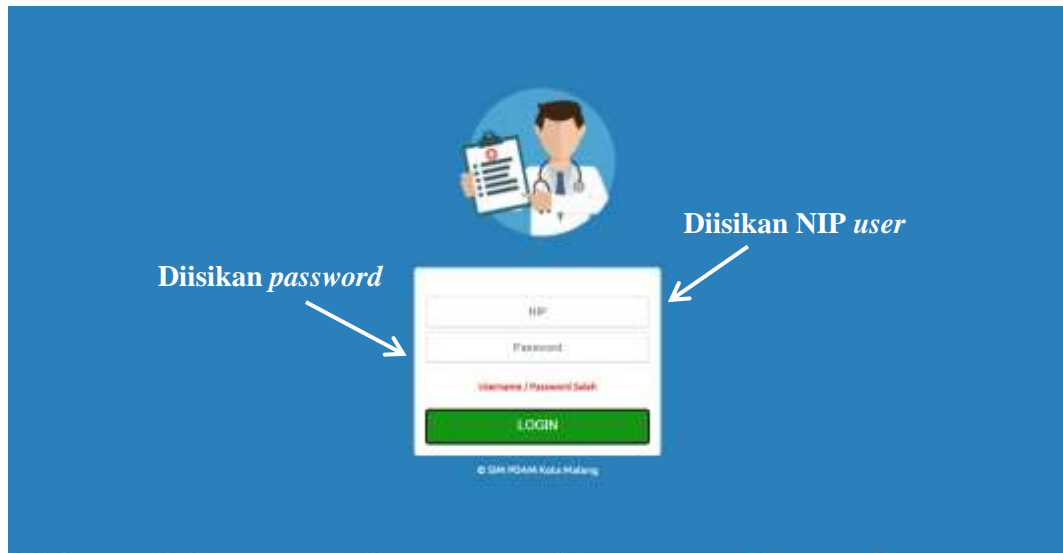 Diisikan NIP user
Diisikan password
NIP
Password
Username / Password Salah
LOGIN
© SIM PDAM Kota Malang